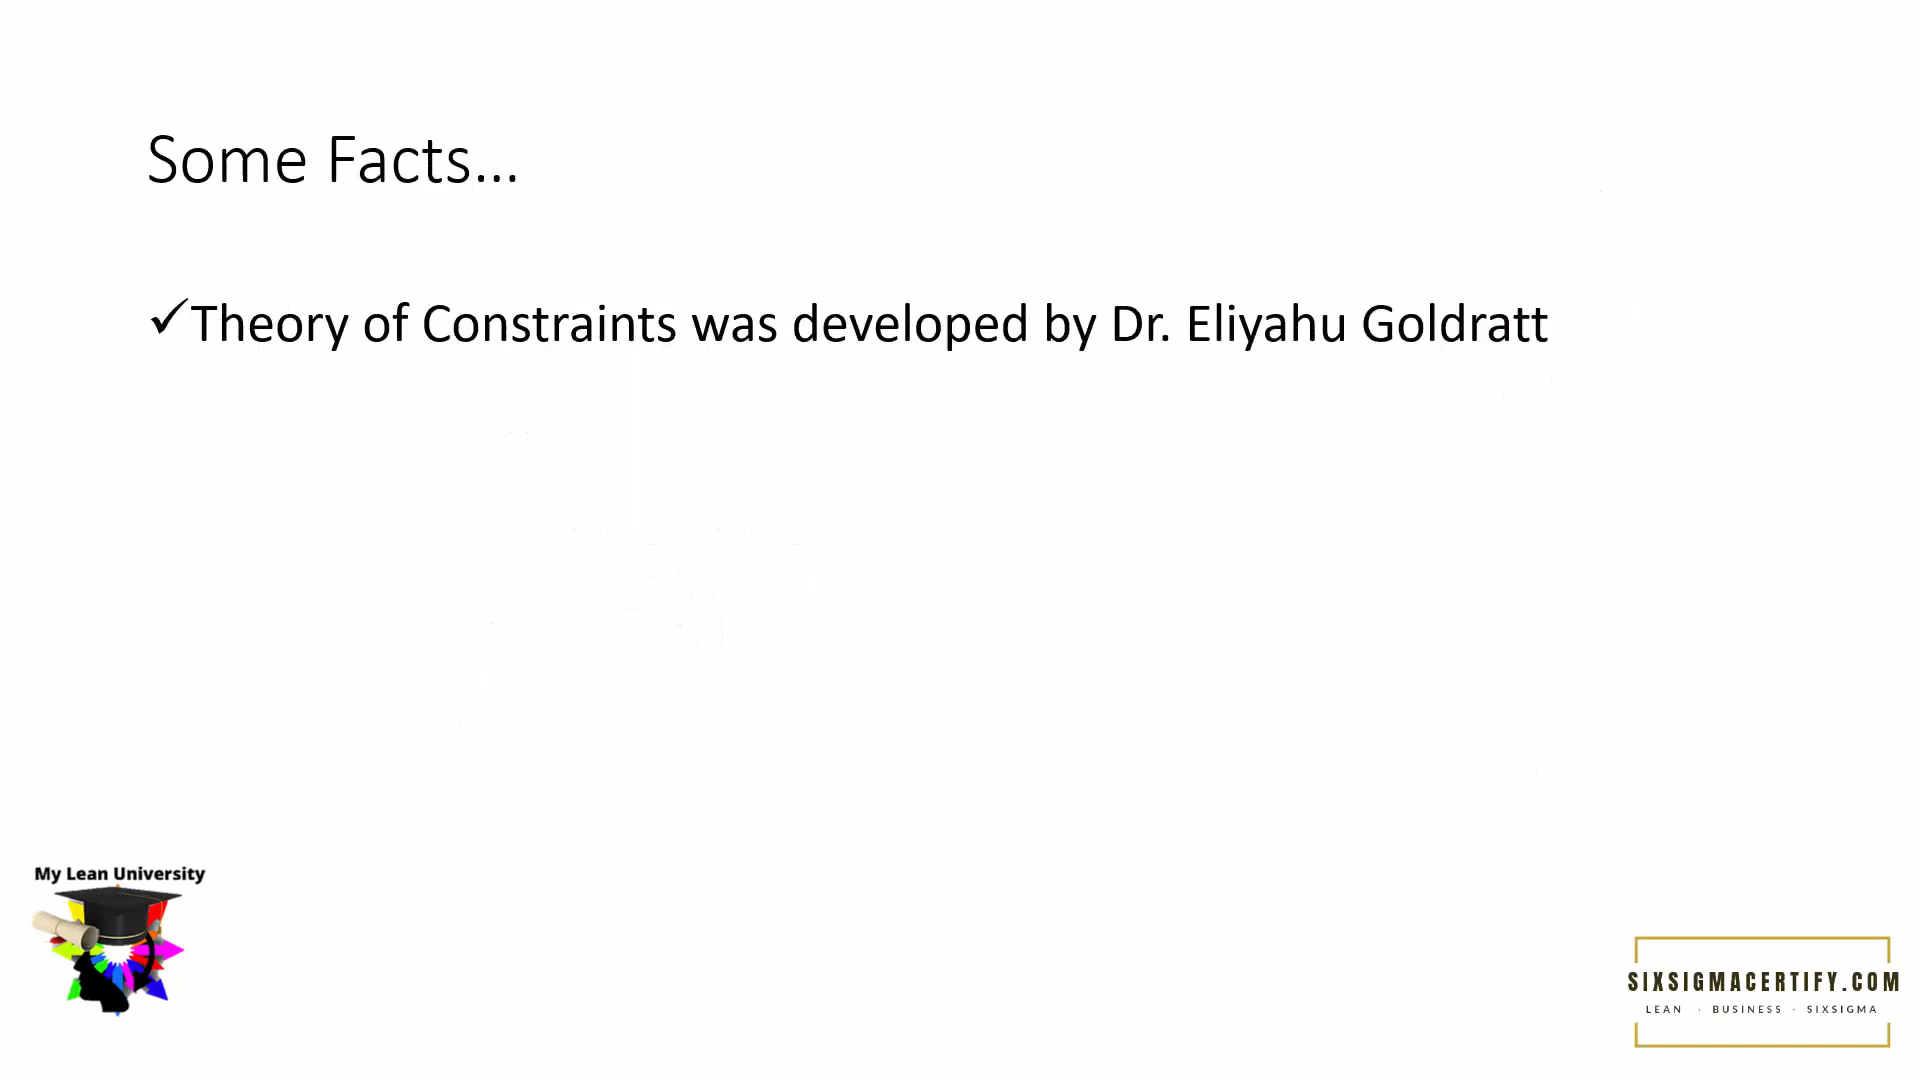 Some Facts...
✓Theory of Constraints was developed by Dr. Eliyahu Goldratt
My Lean University
SIXSIGMACERTIFY.COM
LEAN · BUSINESS · SIXSIGMA